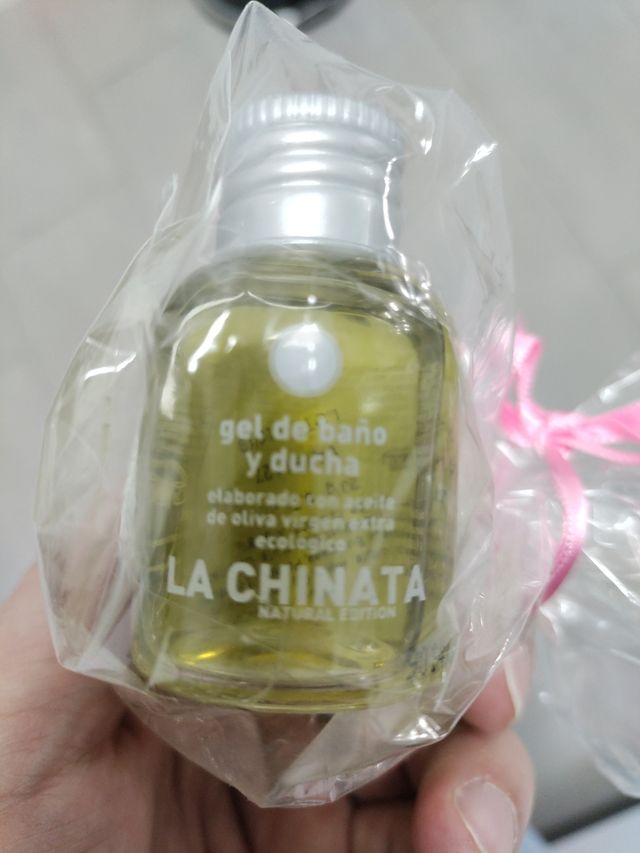 gel de baño
y ducha
elaborado con aceite
de oliva virgen extra
ecológico
LA CHINATA
NATURAL EDITION